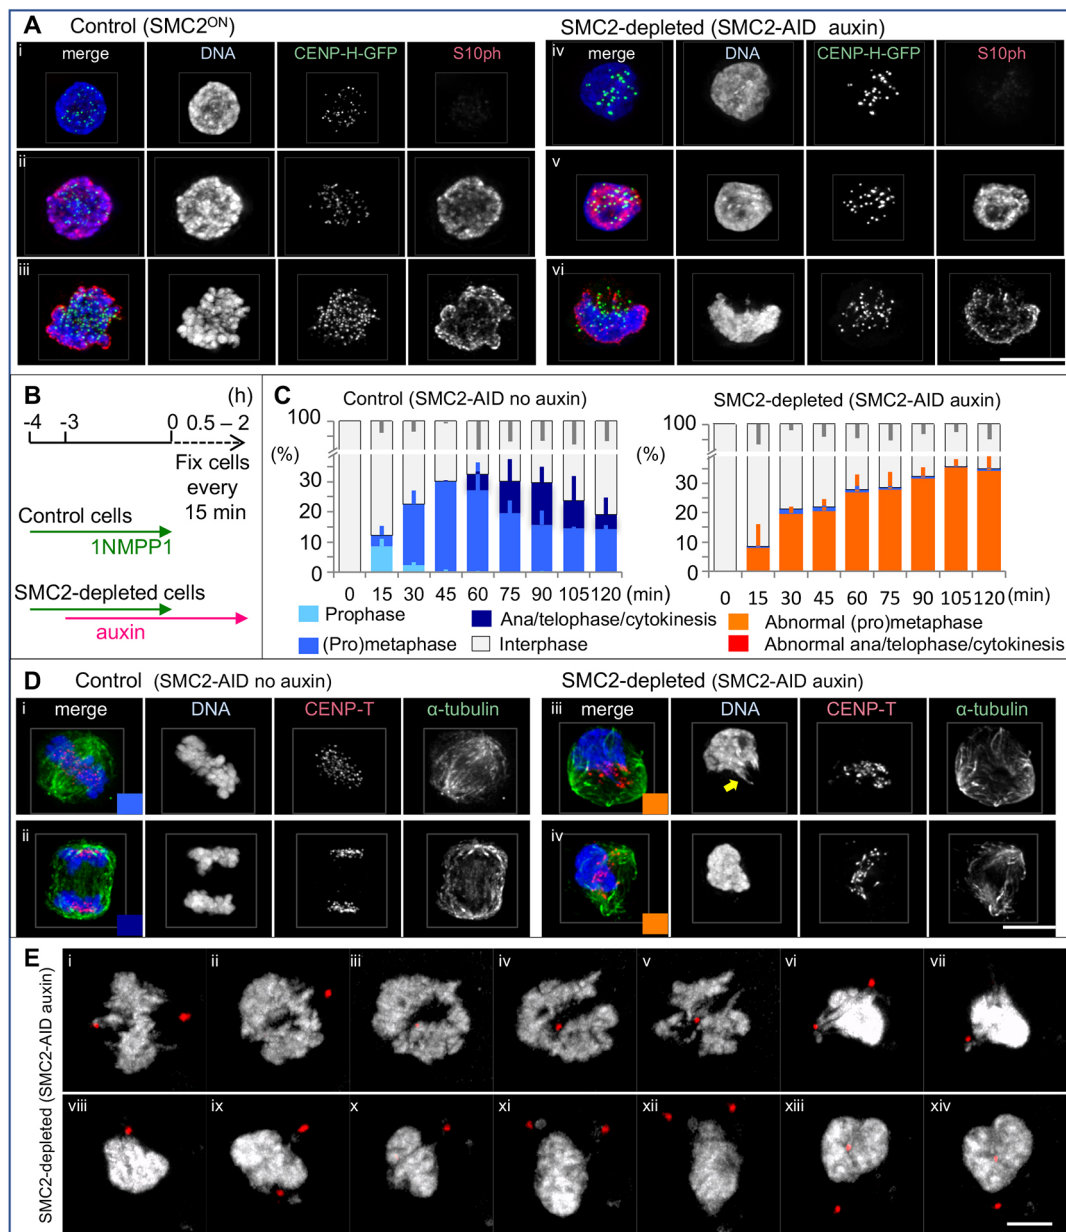 A Control (SMC2ON) SMC2-depleted (SMC2-AID auxin)
i merge DNA CENP-H-GFP S10ph iv merge DNA CENP-H-GFP S10ph
ii v
iii vi
B (h)
-4 -3 0 0.5 – 2
Fix cells
every
15 min
Control cells
1NMPP1
SMC2-depleted cells
auxin
C Control (SMC2-AID no auxin) SMC2-depleted (SMC2-AID auxin)
100 100
(%) (%)
30 30
20 20
10 10
0 0
0 15 30 45 60 75 90 105 120 (min) 0 15 30 45 60 75 90 105 120 (min)
Prophase Ana/telophase/cytokinesis Abnormal (pro)metaphase
(Pro)metaphase Interphase Abnormal ana/telophase/cytokinesis
D Control (SMC2-AID no auxin) SMC2-depleted (SMC2-AID auxin)
i merge DNA CENP-T α-tubulin iii merge DNA CENP-T α-tubulin
ii iv
E
SMC2-depleted (SMC2-AID auxin)
i ii iii iv v vi vii
viii ix x xi xii xiii xiv